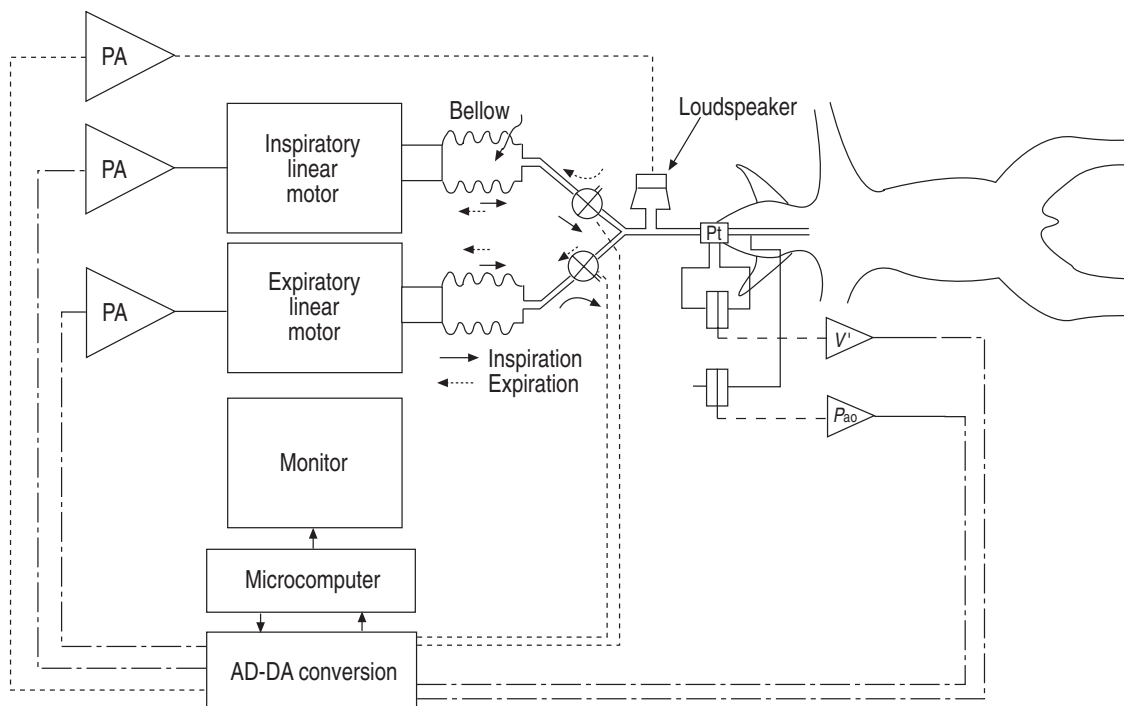 PA
Loudspeaker
Bellow
PA
Inspiratory
linear
motor
Pt
PA
Expiratory
linear
motor
V'
Inspiration
Expiration
Pao
Monitor
Microcomputer
AD-DA conversion